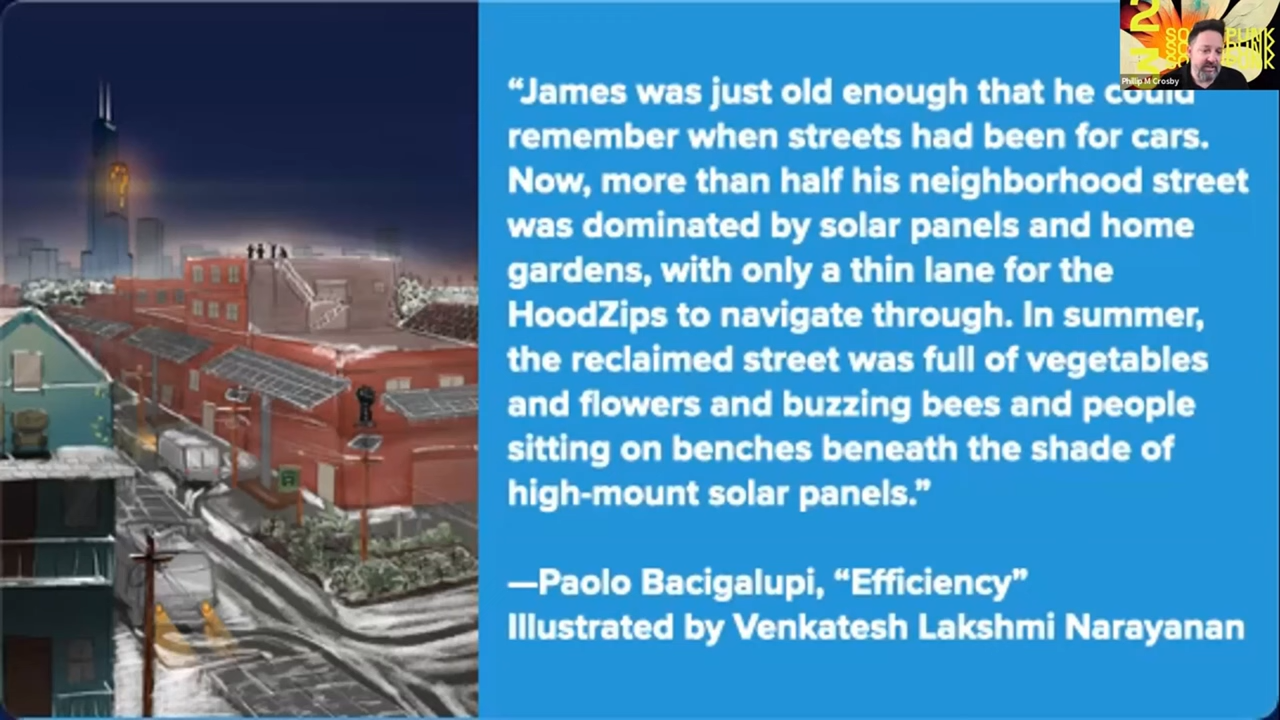 “James was just old enough that he could
remember when streets had been for cars.
Now, more than half his neighborhood street
was dominated by solar panels and home
gardens, with only a thin lane for the
HoodZips to navigate through. In summer,
the reclaimed street was full of vegetables
and flowers and buzzing bees and people
sitting on benches beneath the shade of
high-mount solar panels.”
—Paolo Bacigalupi, “Efficiency”
Illustrated by Venkatesh Lakshmi Narayanan
Philip M Crosby